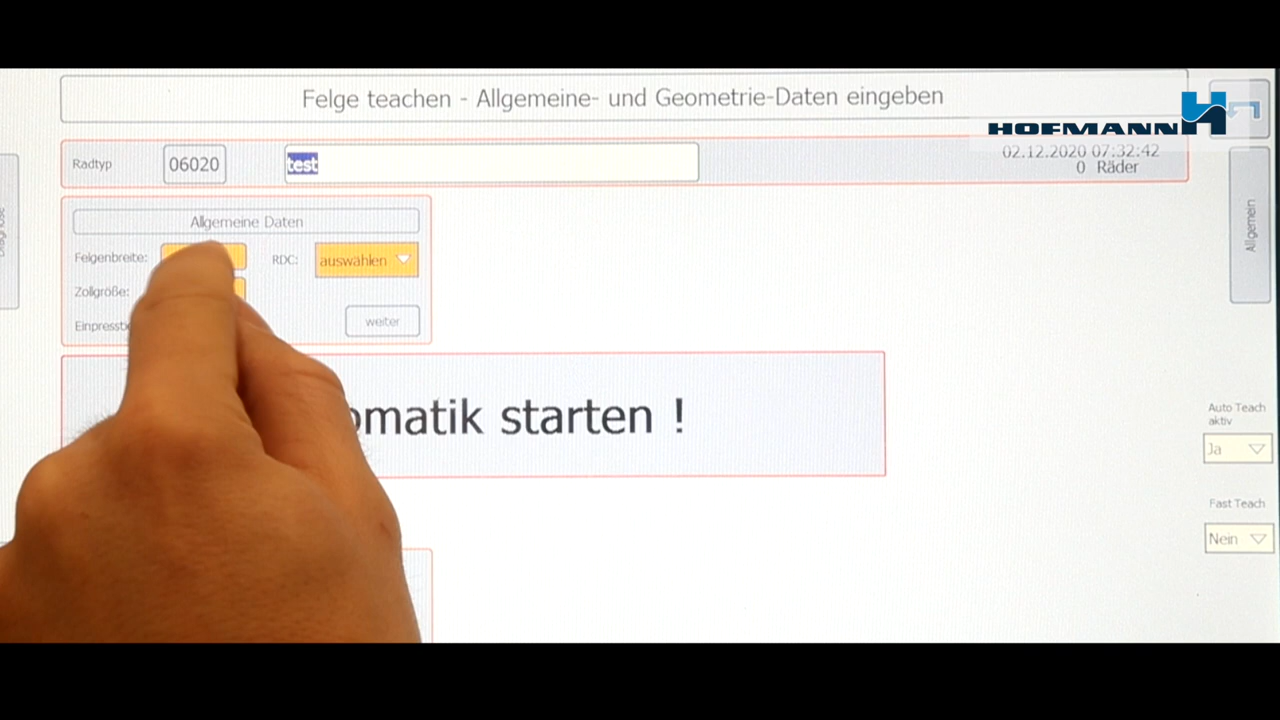 Felge teachen - Allgemeine- und Geometrie-Daten eingeben
HOFMANN
Radtyp 06020 test
02.12.2020 07:32:42
0 Räder
Allgemeine Daten
Allgemein
Felgenbreite: RDC: auswählen
Zollgröße:
weiter
matik starten !
Auto Teach
aktiv
Ja
Fast Teach
Nein